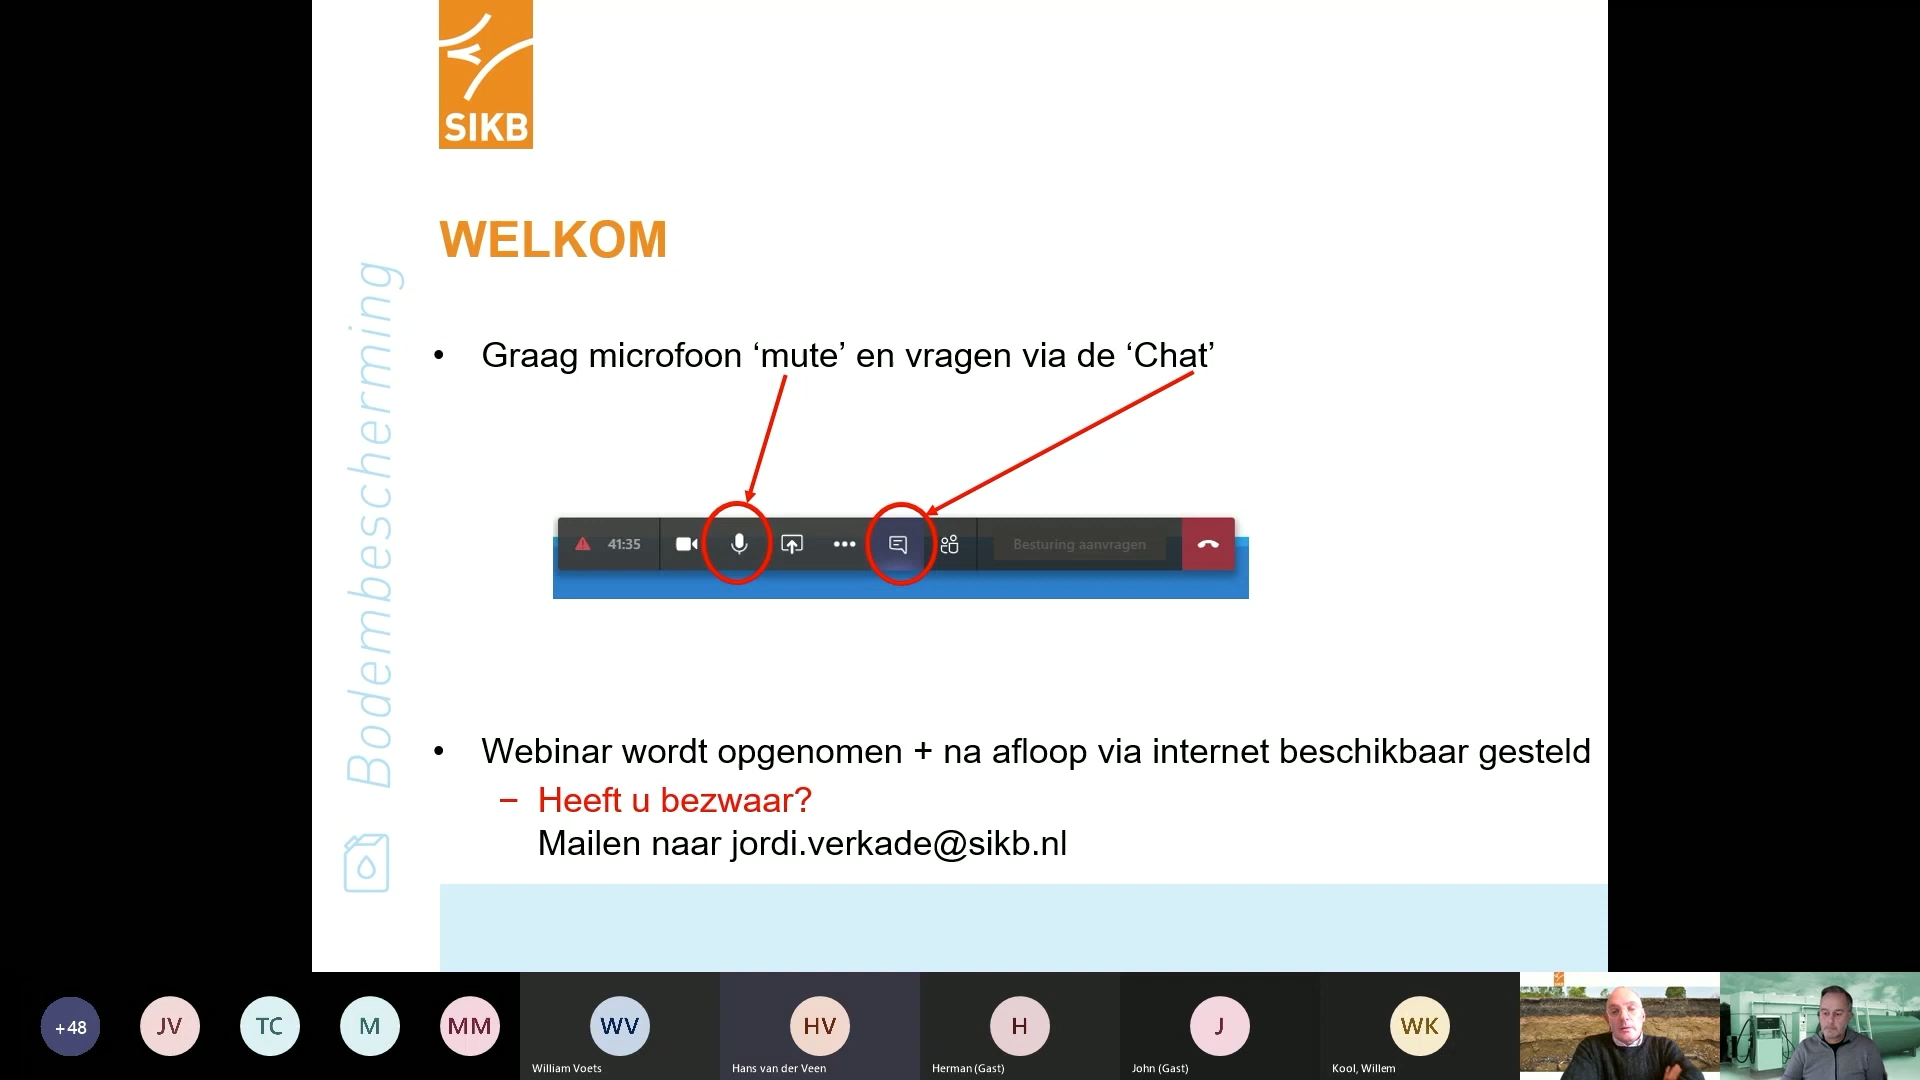 SIKB
WELKOM
Bodembescherming
• Graag microfoon ‘mute’ en vragen via de ‘Chat’
41:35
Besturing aanvragen
• Webinar wordt opgenomen + na afloop via internet beschikbaar gesteld
– Heeft u bezwaar?
Mailen naar jordi.verkade@sikb.nl
+48
JV
TC
M
MM
WV
HV
H
J
WK
William Voets
Hans van der Veen
Herman (Gast)
John (Gast)
Kool, Willem